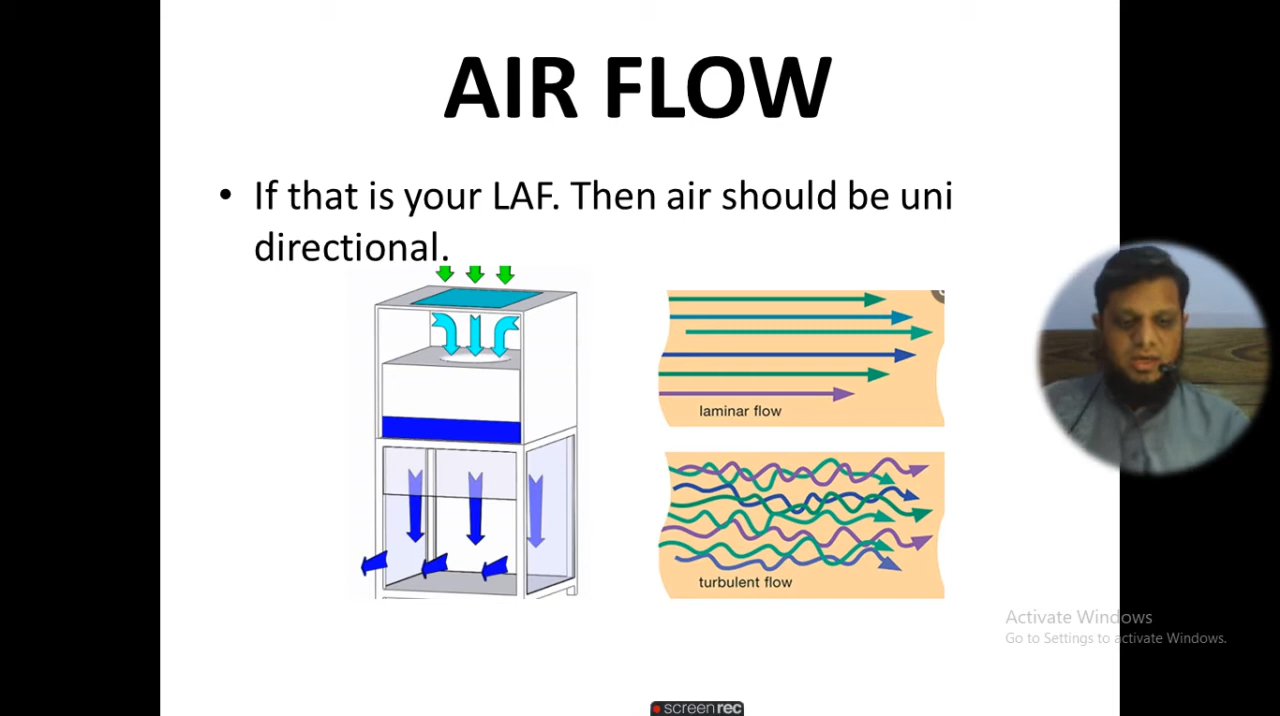 AIR FLOW
• If that is your LAF. Then air should be uni
directional.
laminar flow
turbulent flow
Activate Windows
Go to Settings to activate Windows.
screenrec